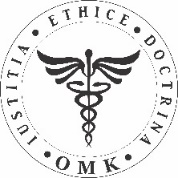 IUSTITIA • ETHICE • DOCTRINA
• OMK •